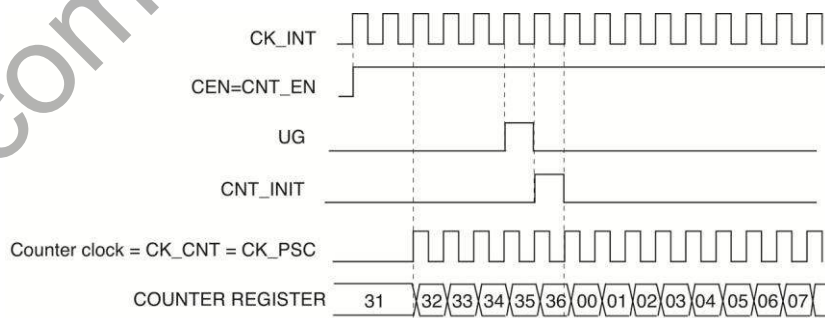 com
CK_INT
CEN=CNT_EN
UG
CNT_INIT
Counter clock = CK_CNT = CK_PSC
COUNTER REGISTER 31 32 33 34 35 36 00 01 02 03 04 05 06 07